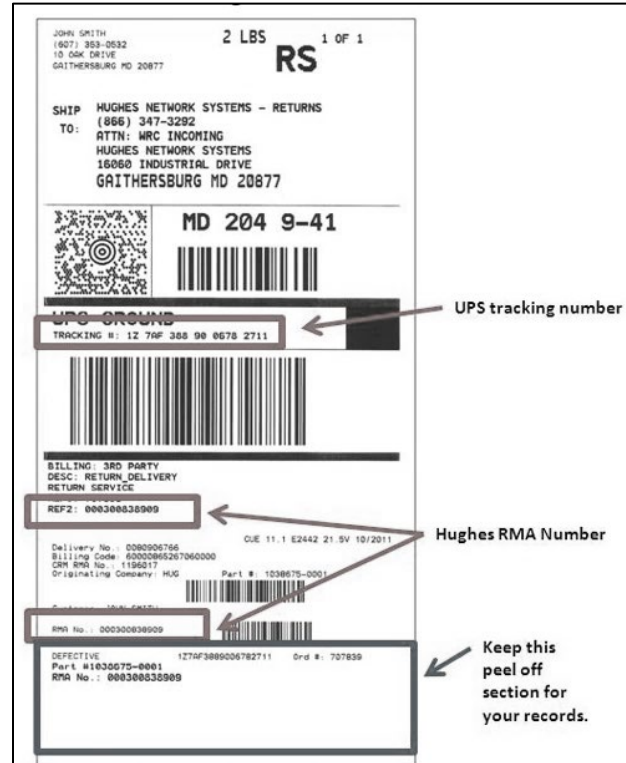 JOHN SMITH
(607) 353-0532
10 OAK DRIVE
GAITHERSBURG MD 20877
2 LBS
1 OF 1
RS
SHIP TO:
HUGHES NETWORK SYSTEMS - RETURNS
(866) 347-3292
ATTN: WRC INCOMING
HUGHES NETWORK SYSTEMS
16060 INDUSTRIAL DRIVE
GAITHERSBURG MD 20877
MD 204 9-41
UPS GROUND
TRACKING #: 1Z 7AF 388 90 0678 2711
UPS tracking number
BILLING: 3RD PARTY
DESC: RETURN_DELIVERY
RETURN SERVICE
REF2: 000300838909
Hughes RMA Number
CUE 11.1 E2442 21.5V 10/2011
Delivery No.: 0080906766
Billing Code: 60000865267060000
CRM RMA No.: 1196017
Originating Company: HUG Part #: 1038675-0001
JOHN SMITH
RMA No.: 000300838909
DEFECTIVE 1Z7AF3889006782711 Ord #: 707839
Part #1038675-0001
RMA No.: 000300838909
Keep this
peel off
section for
your records.